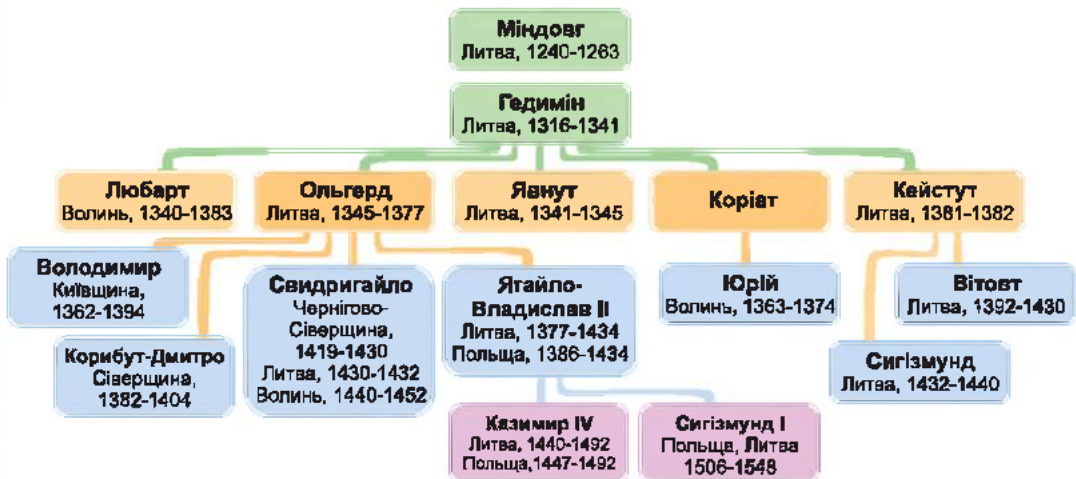 Міндовг
Литва, 1240-1263
Гедимін
Литва, 1316-1341
Любарт
Волинь, 1340-1383
Ольгерд
Литва, 1345-1377
Явнут
Литва, 1341-1345
Коріат
Кейстут
Литва, 1381-1382
Володимир
Київщина,
1362-1394
Корибут-Дмитро
Сіверщина,
1382-1404
Свидригайло
Чернігово-
Сіверщина,
1419-1430
Литва, 1430-1432
Волинь, 1440-1452
Ятайло-
Владислав II
Литва, 1377-1434
Польща, 1386-1434
Юрій
Волинь, 1363-1374
Вітовт
Литва, 1392-1430
Сигізмунд
Литва, 1432-1440
Казимир IV
Литва, 1440-1492
Польща,1447-1492
Сигізмунд I
Польща, Литва
1506-1548